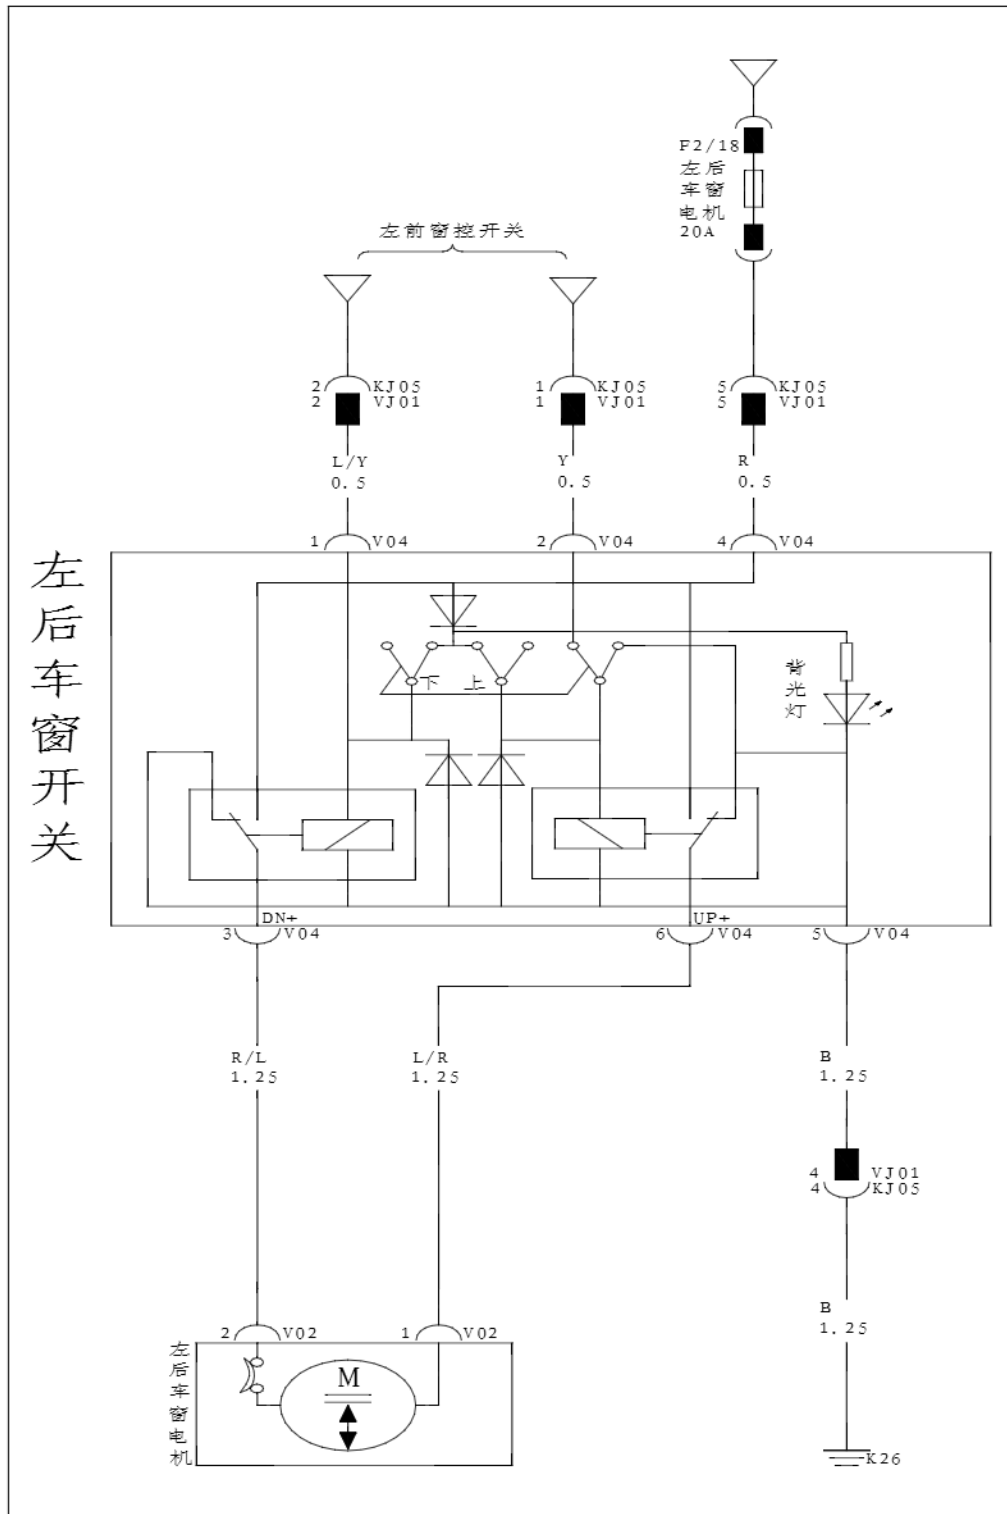 F2/18
左后
车窗
电机
20A
左前窗控开关
2 KJ05
2 VJ01
1 KJ05
1 VJ01
5 KJ05
5 VJ01
L/Y
0.5
Y
0.5
R
0.5
1 V04
2 V04
4 V04
左后车窗开关
下 上
背光灯
DN+
UP+
3 V04
6 V04
5 V04
R/L
1.25
L/R
1.25
B
1.25
4 VJ01
4 KJ05
B
1.25
2 V02
1 V02
左后车窗电机
M
K26